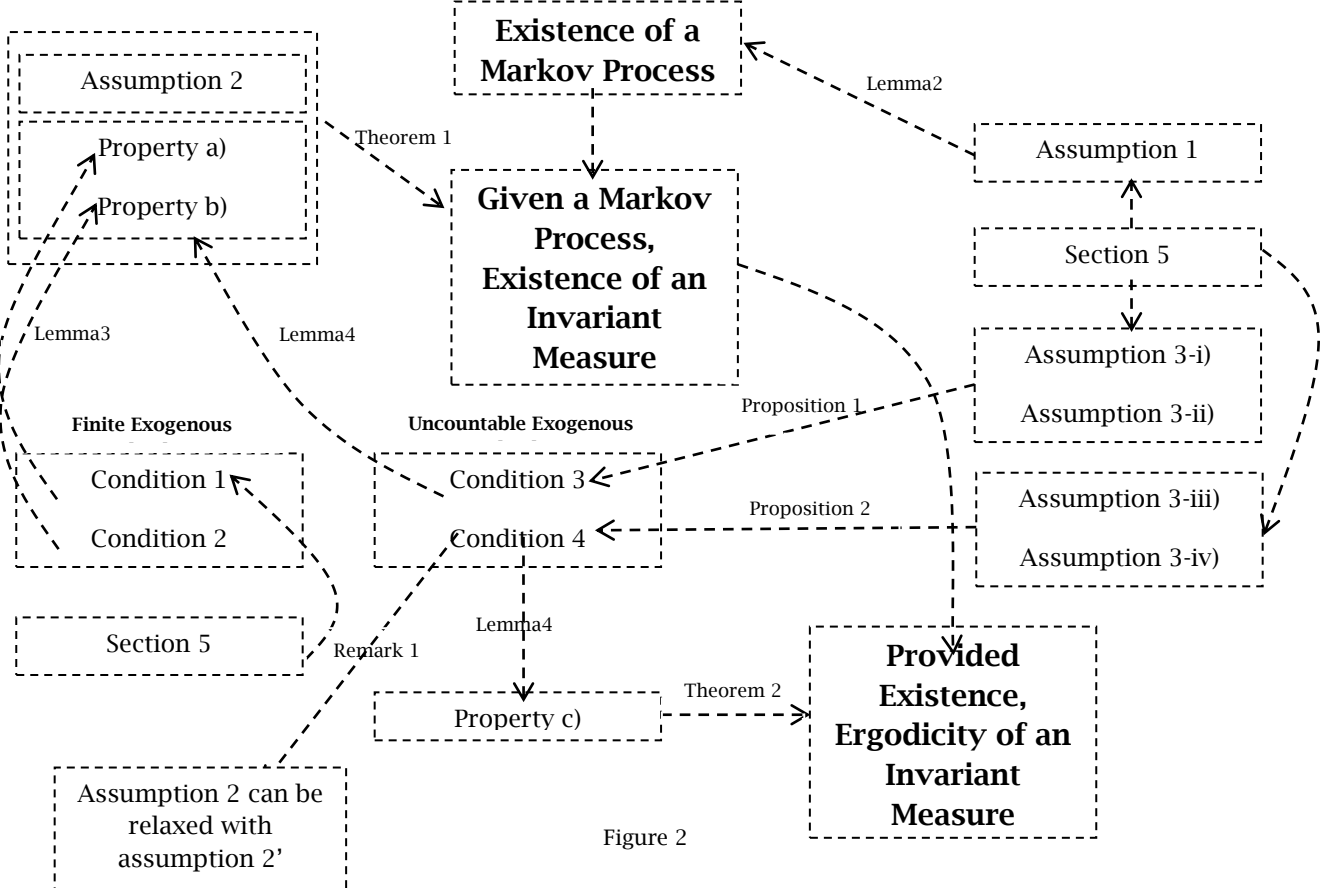 Existence of a
Markov Process
Assumption 2
Lemma2
Theorem 1
Property a)
Assumption 1
Property b)
Given a Markov
Process,
Existence of an
Invariant
Measure
Section 5
Lemma3
Lemma4
Assumption 3-i)
Assumption 3-ii)
Proposition 1
Finite Exogenous
Uncountable Exogenous
Condition 1
Condition 2
Condition 3
Condition 4
Proposition 2
Assumption 3-iii)
Assumption 3-iv)
Section 5
Remark 1
Lemma4
Property c)
Theorem 2
Provided
Existence,
Ergodicity of an
Invariant
Measure
Assumption 2 can be
relaxed with
assumption 2’
Figure 2